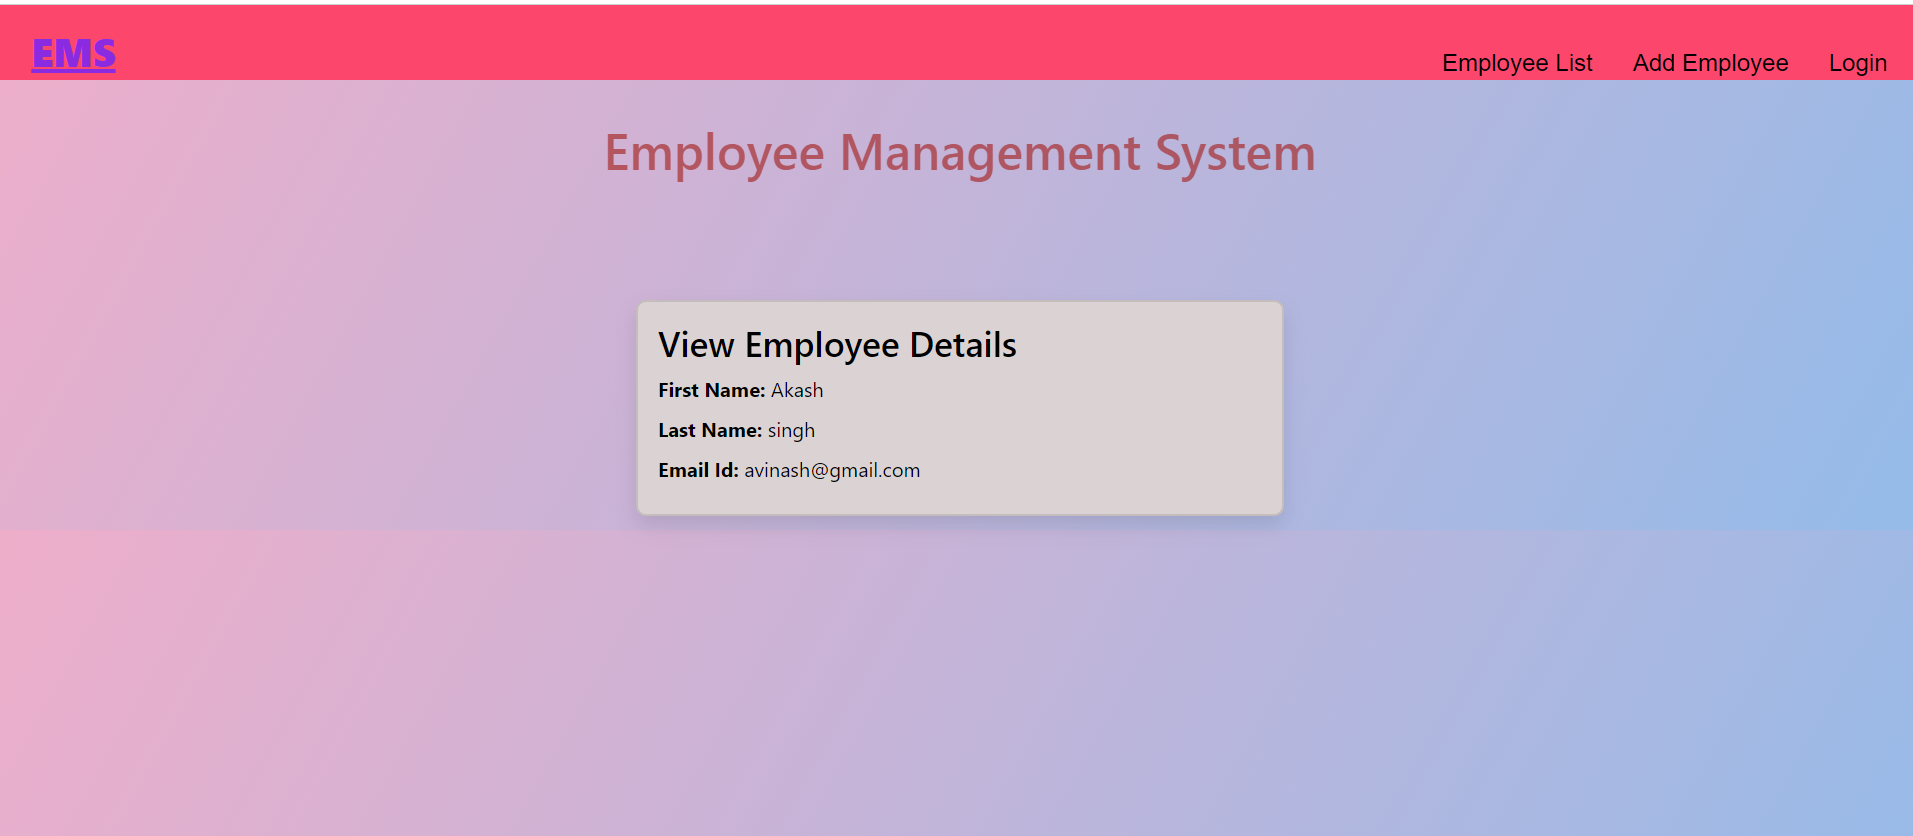 EMS
Employee List Add Employee Login
Employee Management System
View Employee Details
First Name: Akash
Last Name: singh
Email Id: avinash@gmail.com